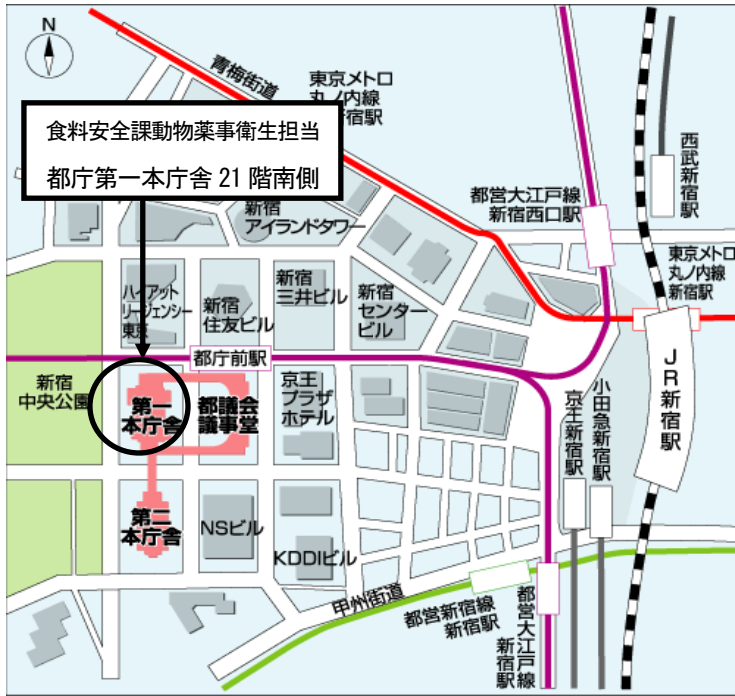 N
青梅街道
東京メトロ
丸ノ内線
新宿駅
食料安全課動物薬事衛生担当
都庁第一本庁舎 21 階南側
西武新宿駅
都営大江戸線
新宿西口駅
新宿
アイランドタワー
東京メトロ
丸ノ内線
新宿駅
ハイアット
リージェンシー
東京
新宿
住友ビル
新宿
三井ビル
新宿
センター
ビル
都庁前駅
JR新宿駅
新宿
中央公園
第一
本庁舎
都議会
議事堂
京王
プラザ
ホテル
小田急新宿駅
京王新宿駅
第二
本庁舎
NSビル
KDDIビル
甲州街道
都営新宿線
新宿駅
都営大江戸線
新宿駅